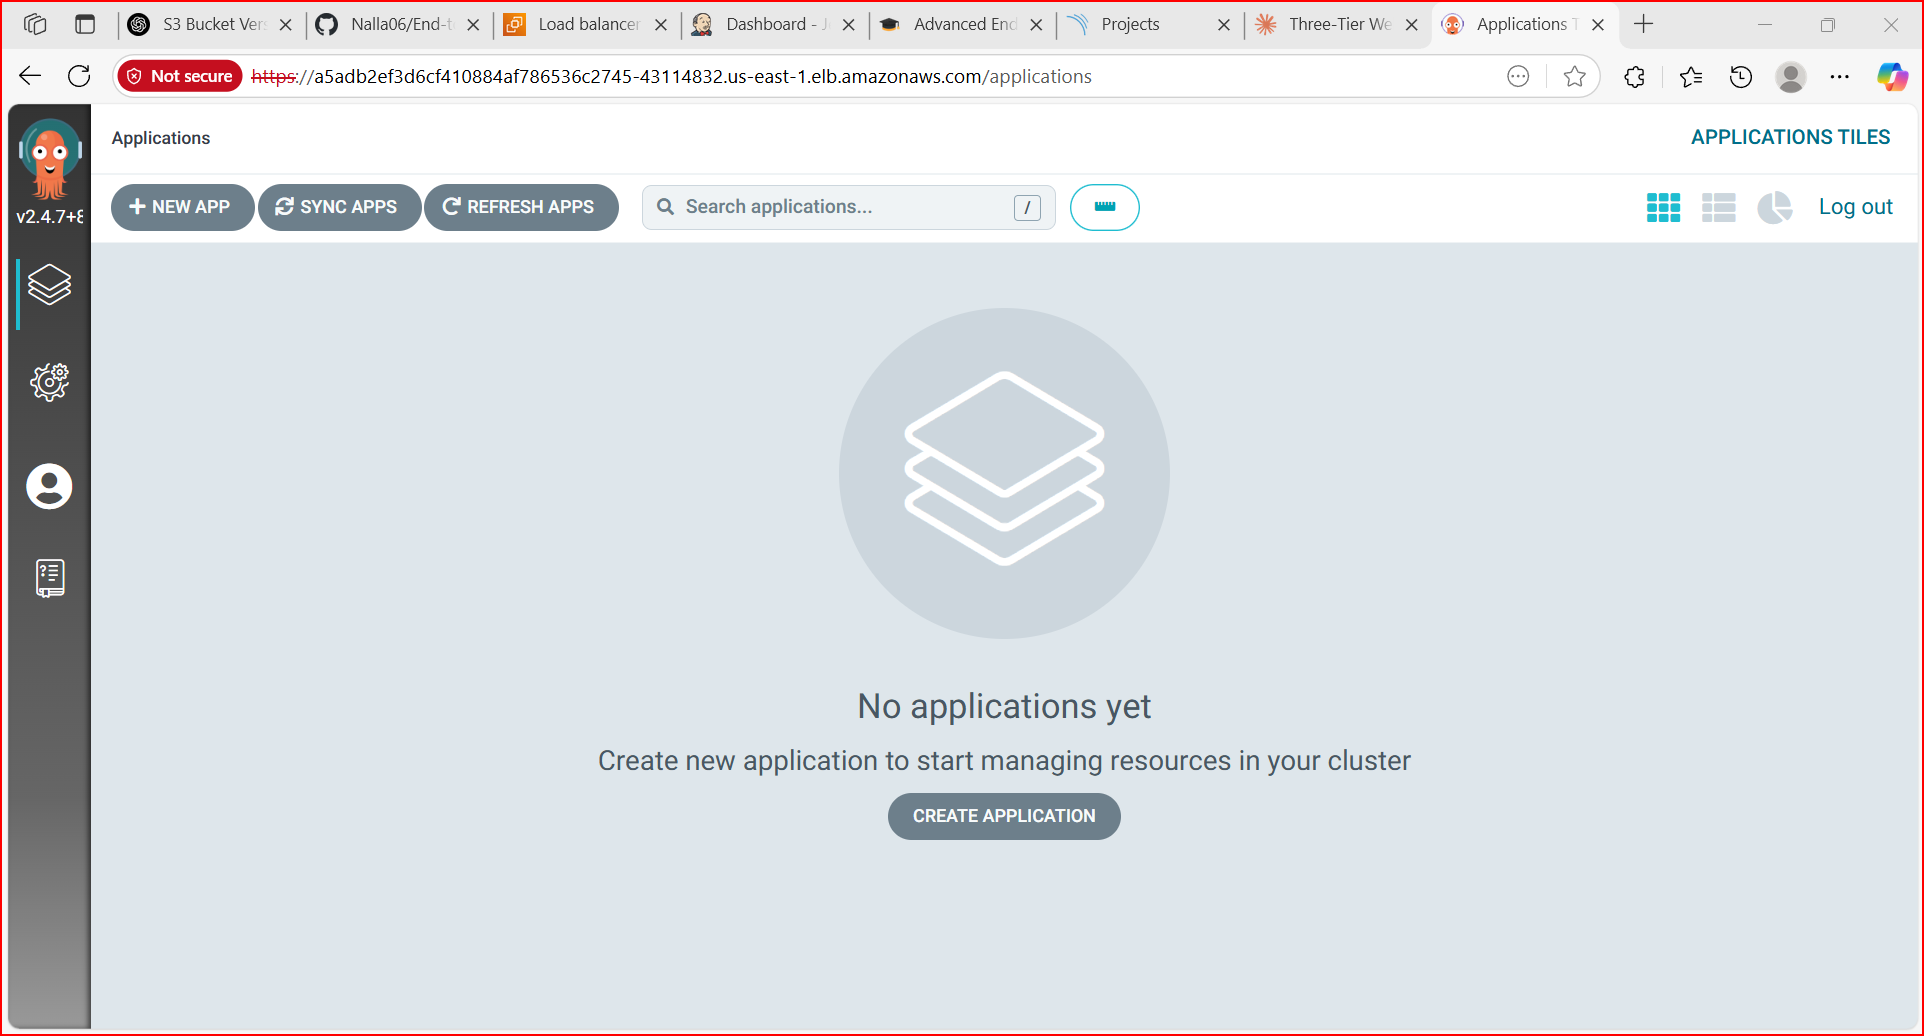 S3 Bucket Vers
Nalla06/End-t
Load balancer
Dashboard - J
Advanced End
Projects
Three-Tier We
Applications T
Not secure
https://a5adb2ef3d6cf410884af786536c2745-43114832.us-east-1.elb.amazonaws.com/applications
Applications
APPLICATIONS TILES
v2.4.7+8
NEW APP
SYNC APPS
REFRESH APPS
Search applications...
/
Log out
No applications yet
Create new application to start managing resources in your cluster
CREATE APPLICATION